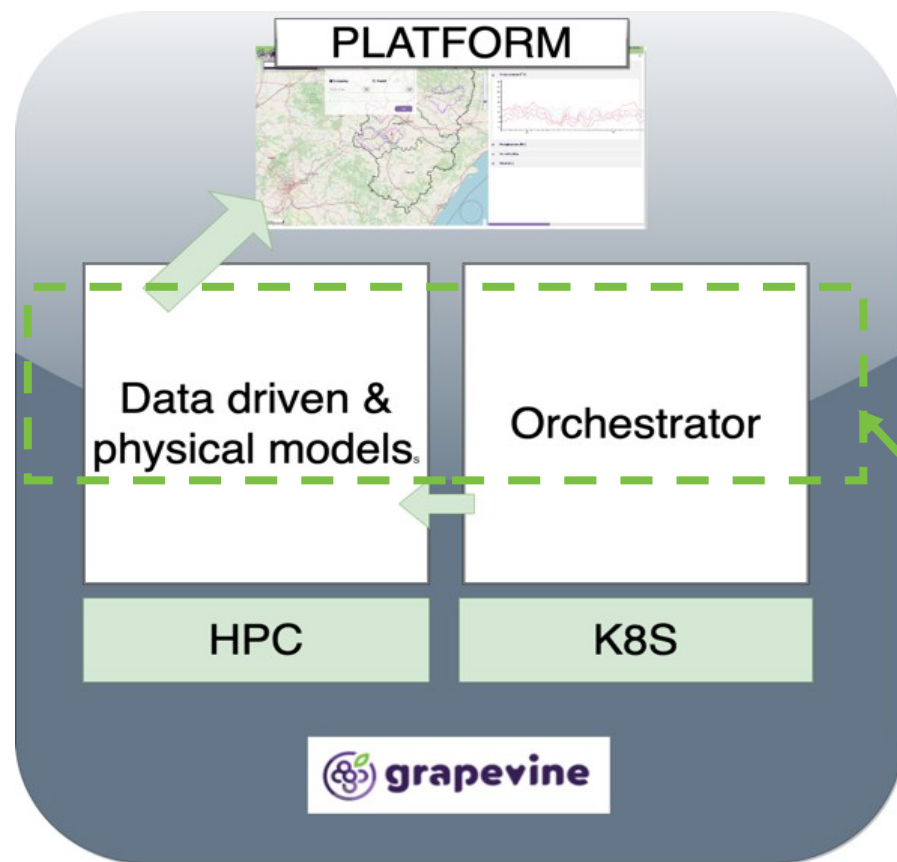 PLATFORM
Data driven &
physical models
s
Orchestrator
HPC
K8S
grapevine